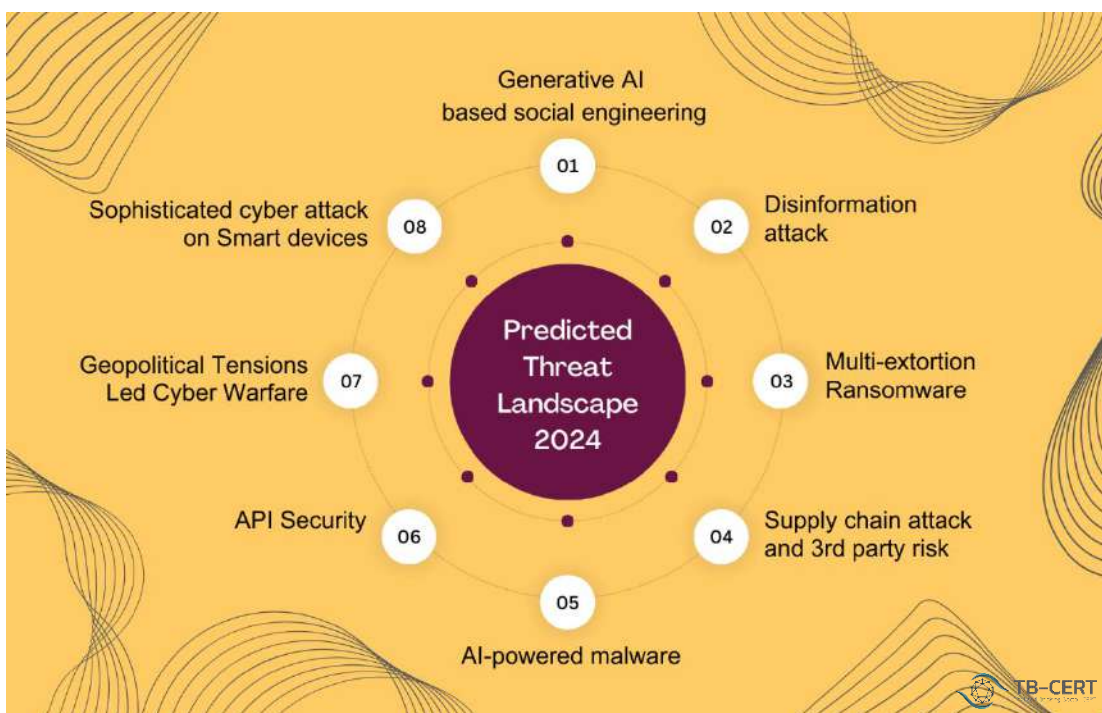 Generative AI
based social engineering
01
Sophisticated cyber attack
on Smart devices
08
02
Disinformation
attack
Predicted
Threat
Landscape
2024
Geopolitical Tensions
Led Cyber Warfare
07
03
Multi-extortion
Ransomware
API Security
06
04
Supply chain attack
and 3rd party risk
05
AI-powered malware
TB-CERT